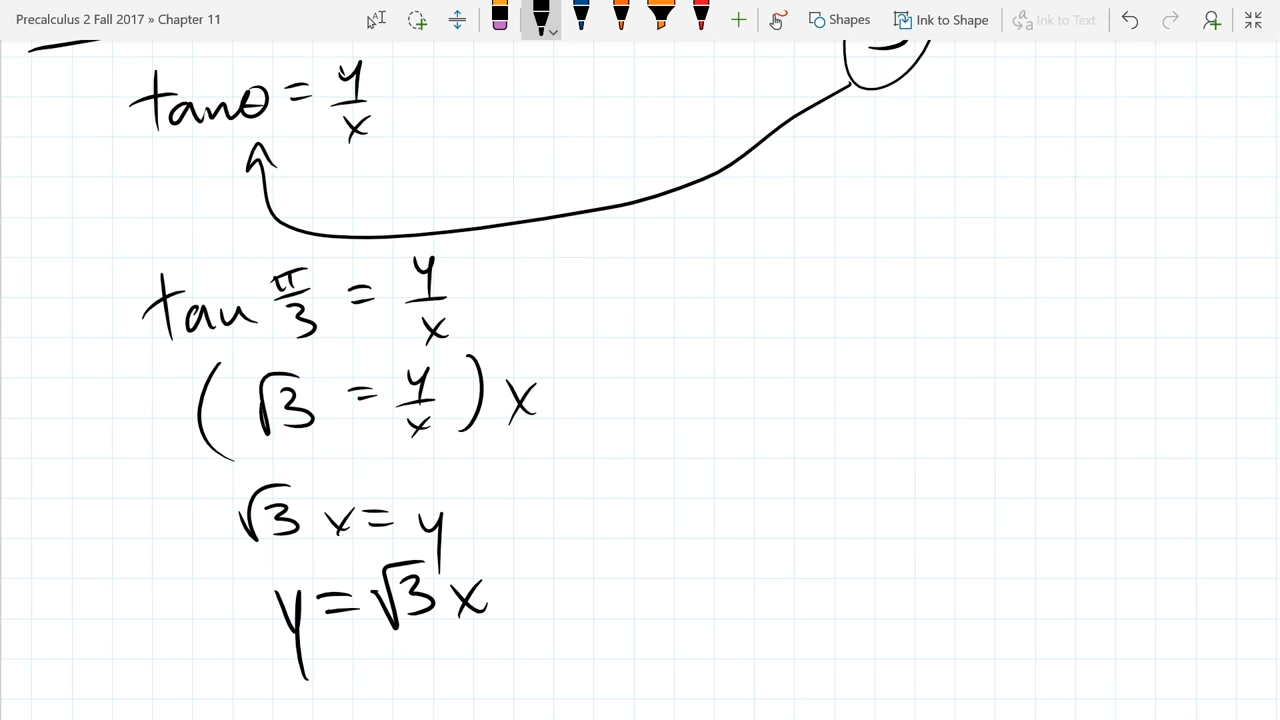 Precalculus 2 Fall 2017 » Chapter 11
Shapes
Ink to Shape
Ink to Text
tanθ = y/x
tan π/3 = y/x
( √3 = y/x ) x
√3 x = y
y = √3 x